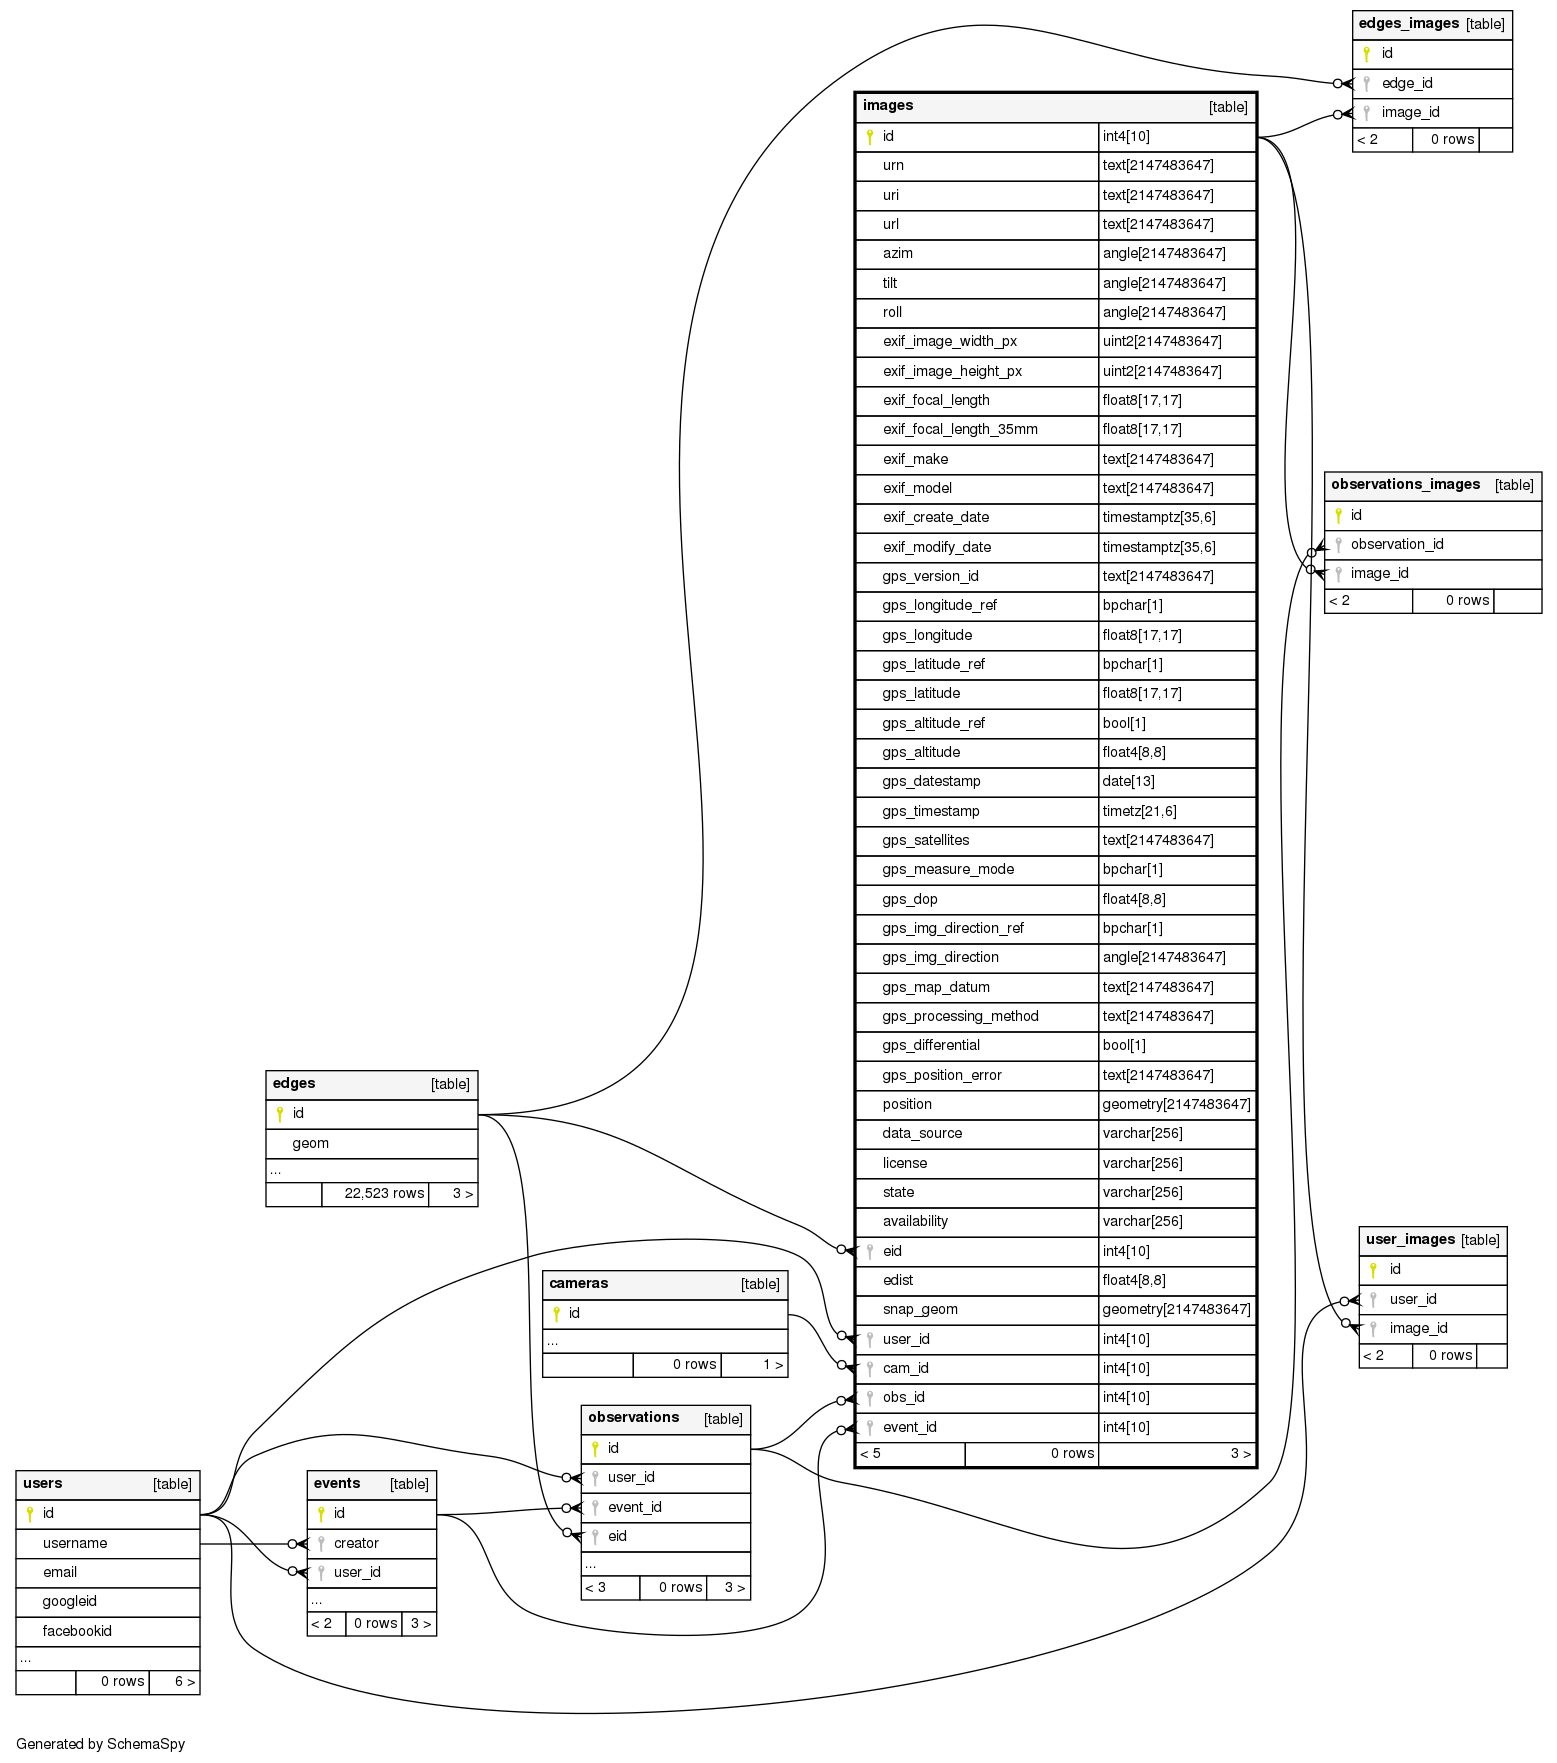 edges_images [table]
id
edge_id
image_id
< 2 0 rows
images [table]
id int4[10]
urn text[2147483647]
uri text[2147483647]
url text[2147483647]
azim angle[2147483647]
tilt angle[2147483647]
roll angle[2147483647]
exif_image_width_px uint2[2147483647]
exif_image_height_px uint2[2147483647]
exif_focal_length float8[17,17]
exif_focal_length_35mm float8[17,17]
exif_make text[2147483647]
exif_model text[2147483647]
exif_create_date timestamptz[35,6]
exif_modify_date timestamptz[35,6]
gps_version_id text[2147483647]
gps_longitude_ref bpchar[1]
gps_longitude float8[17,17]
gps_latitude_ref bpchar[1]
gps_latitude float8[17,17]
gps_altitude_ref bool[1]
gps_altitude float4[8,8]
gps_datestamp date[13]
gps_timestamp timetz[21,6]
gps_satellites text[2147483647]
gps_measure_mode bpchar[1]
gps_dop float4[8,8]
gps_img_direction_ref bpchar[1]
gps_img_direction angle[2147483647]
gps_map_datum text[2147483647]
gps_processing_method text[2147483647]
gps_differential bool[1]
gps_position_error text[2147483647]
position geometry[2147483647]
data_source varchar[256]
license varchar[256]
state varchar[256]
availability varchar[256]
eid int4[10]
edist float4[8,8]
snap_geom geometry[2147483647]
user_id int4[10]
cam_id int4[10]
obs_id int4[10]
event_id int4[10]
< 5 0 rows 3 >
observations_images [table]
id
observation_id
image_id
< 2 0 rows
edges [table]
id
geom
...
22,523 rows 3 >
user_images [table]
id
user_id
image_id
< 2 0 rows
cameras [table]
id
...
0 rows 1 >
observations [table]
id
user_id
event_id
eid
...
< 3 0 rows 3 >
users [table]
id
username
email
googleid
facebookid
...
0 rows 6 >
events [table]
id
creator
user_id
...
< 2 0 rows 3 >
Generated by SchemaSpy